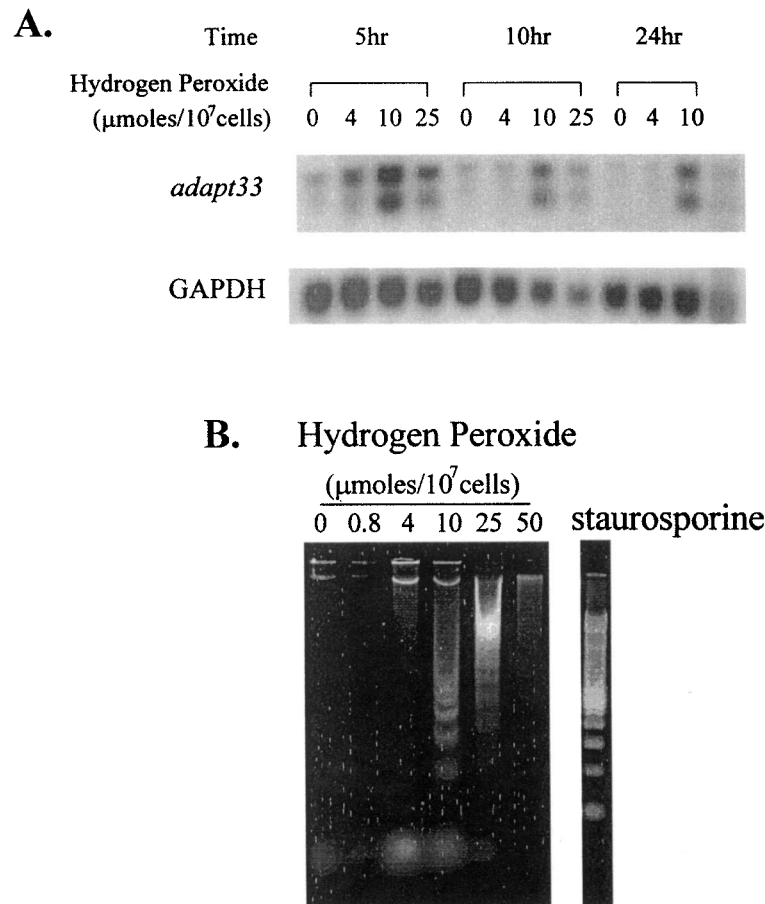 A.
Time 5hr 10hr 24hr
Hydrogen Peroxide
(μmoles/10⁷cells) 0 4 10 25 0 4 10 25 0 4 10
adapt33
GAPDH
B. Hydrogen Peroxide
(μmoles/10⁷cells)
0 0.8 4 10 25 50 staurosporine